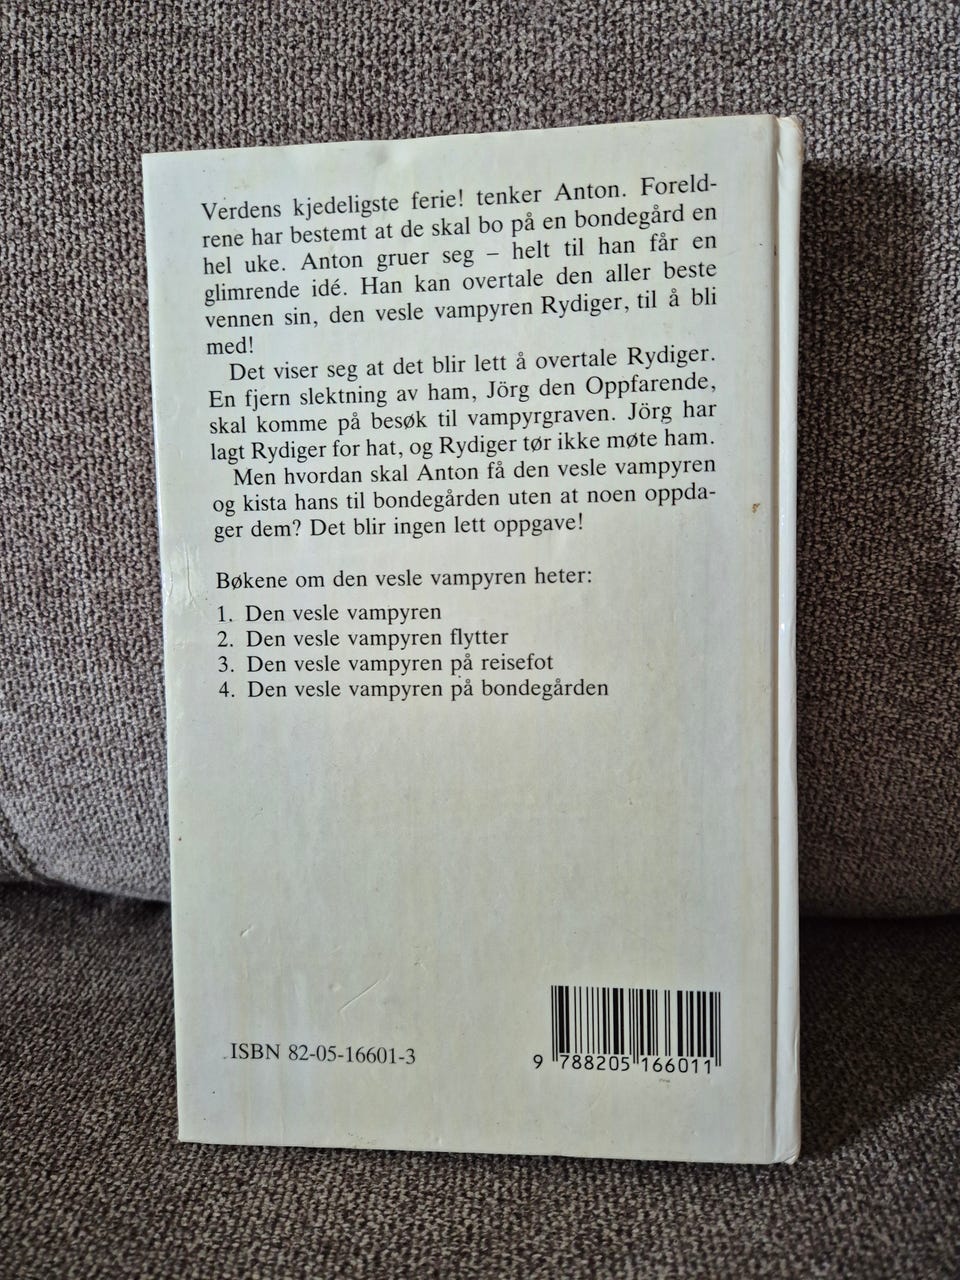 Verdens kjedeligste ferie! tenker Anton. Foreld-
rene har bestemt at de skal bo på en bondegård en
hel uke. Anton gruer seg – helt til han får en
glimrende idé. Han kan overtale den aller beste
vennen sin, den vesle vampyren Rydiger, til å bli
med!
Det viser seg at det blir lett å overtale Rydiger.
En fjern slektning av ham, Jörg den Oppfarende,
skal komme på besøk til vampyrgraven. Jörg har
lagt Rydiger for hat, og Rydiger tør ikke møte ham.
Men hvordan skal Anton få den vesle vampyren
og kista hans til bondegården uten at noen oppda-
ger dem? Det blir ingen lett oppgave!
Bøkene om den vesle vampyren heter:
1. Den vesle vampyren
2. Den vesle vampyren flytter
3. Den vesle vampyren på reisefot
4. Den vesle vampyren på bondegården
ISBN 82-05-16601-3
9 788205 166011